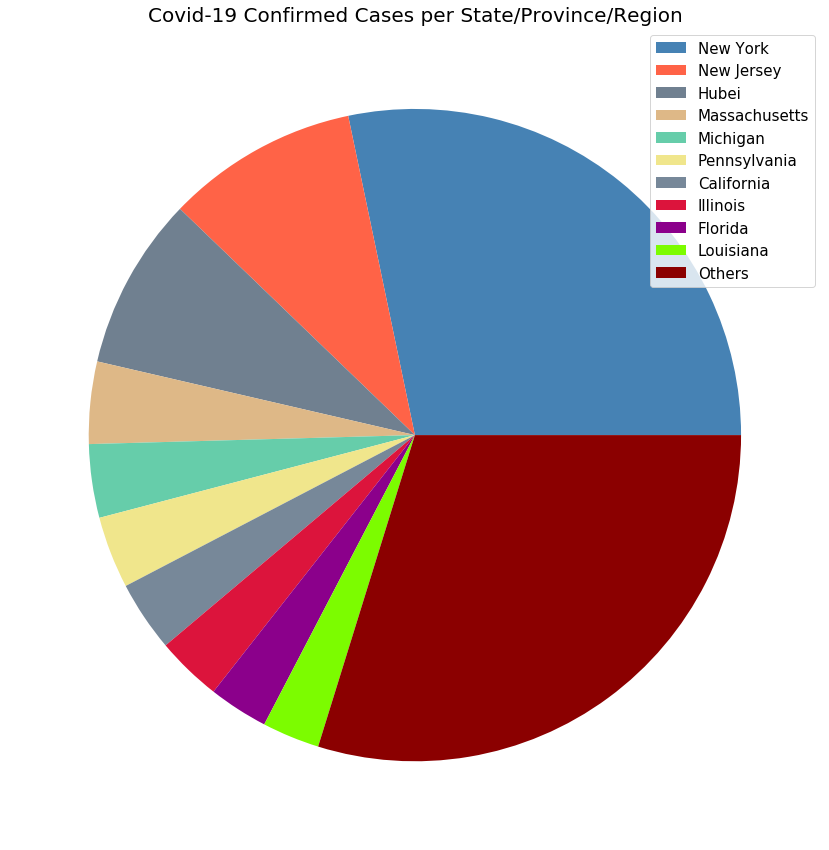 Covid-19 Confirmed Cases per State/Province/Region
New York
New Jersey
Hubei
Massachusetts
Michigan
Pennsylvania
California
Illinois
Florida
Louisiana
Others